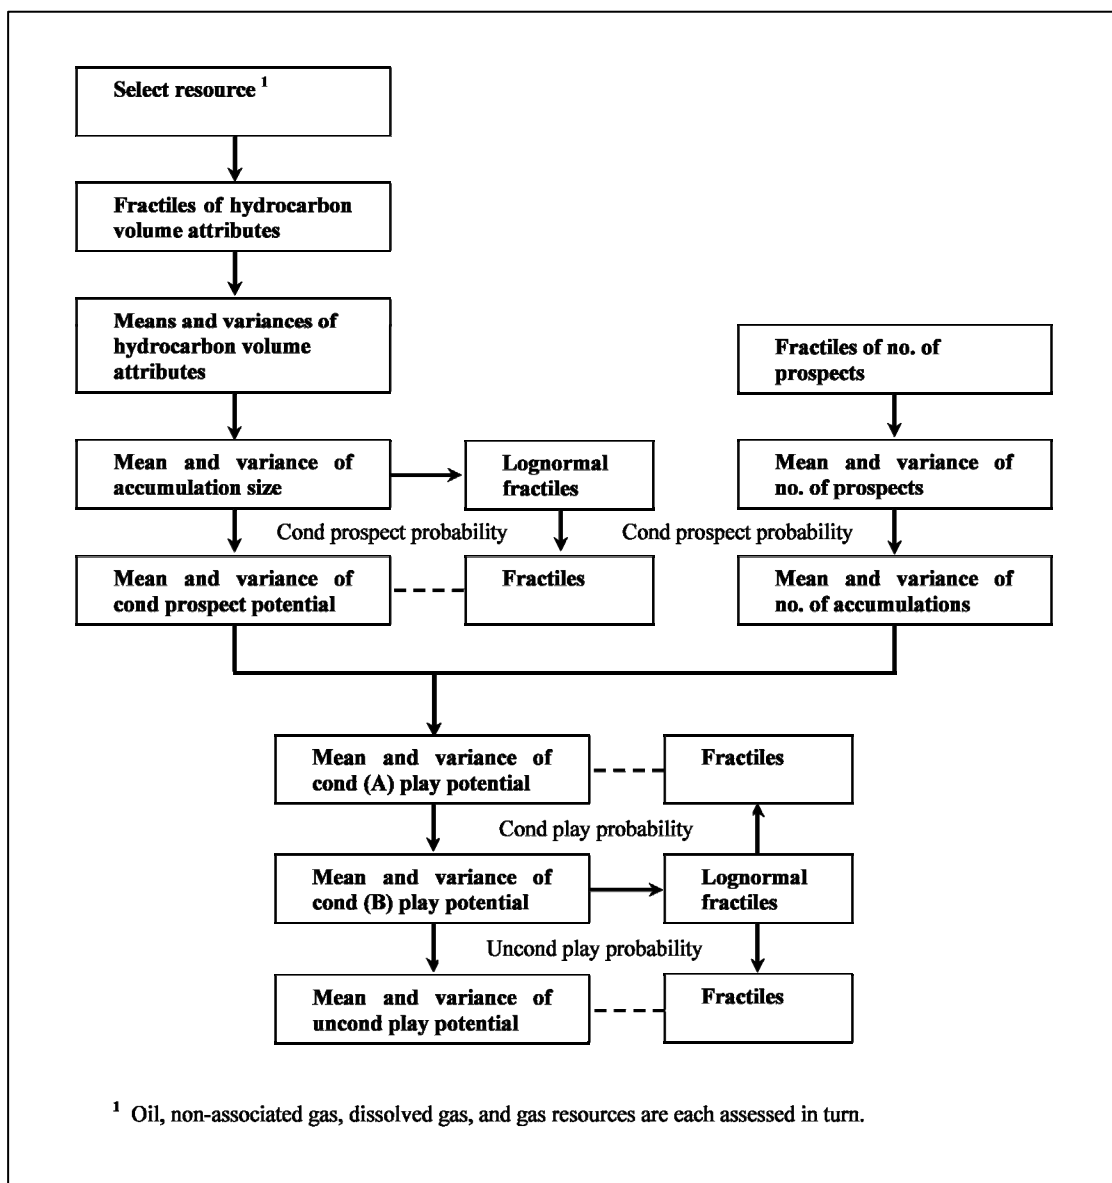 Select resource 1
Fractiles of hydrocarbon
volume attributes
Means and variances of
hydrocarbon volume
attributes
Fractiles of no. of
prospects
Mean and variance of
accumulation size
Lognormal
fractiles
Mean and variance of
no. of prospects
Cond prospect probability
Cond prospect probability
Mean and variance of
cond prospect potential
Fractiles
Mean and variance of
no. of accumulations
Mean and variance of
cond (A) play potential
Fractiles
Cond play probability
Mean and variance of
cond (B) play potential
Lognormal
fractiles
Uncond play probability
Mean and variance of
uncond play potential
Fractiles
1 Oil, non-associated gas, dissolved gas, and gas resources are each assessed in turn.